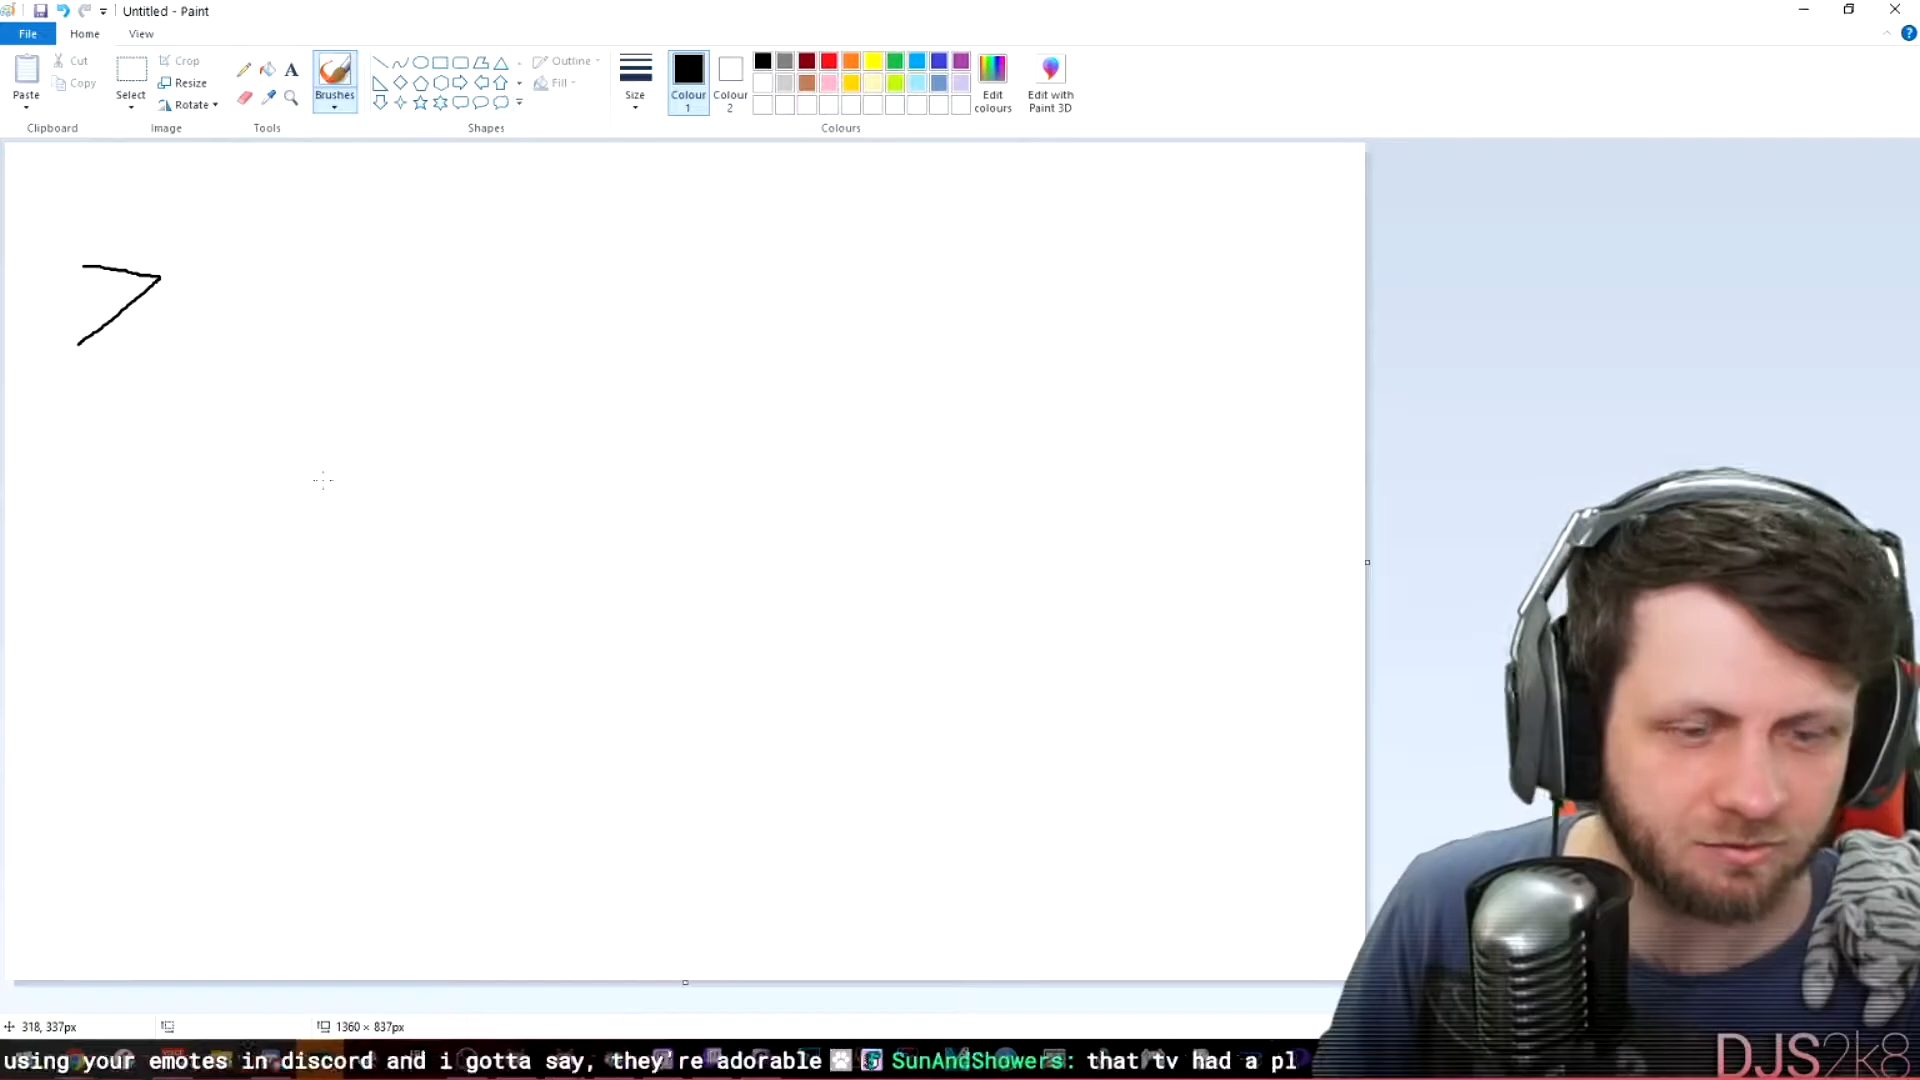 Untitled - Paint
File
Home
View
Paste
Cut
Copy
Clipboard
Select
Crop
Resize
Rotate
Image
A
Tools
Brushes
Outline
Fill
Shapes
Size
Colour 1
Colour 2
Edit colours
Edit with Paint 3D
Colours
318, 337px
1360 × 837px
using your emotes in discord and i gotta say, they're adorable SunAndShowers: that tv had a pl
DJS2k8